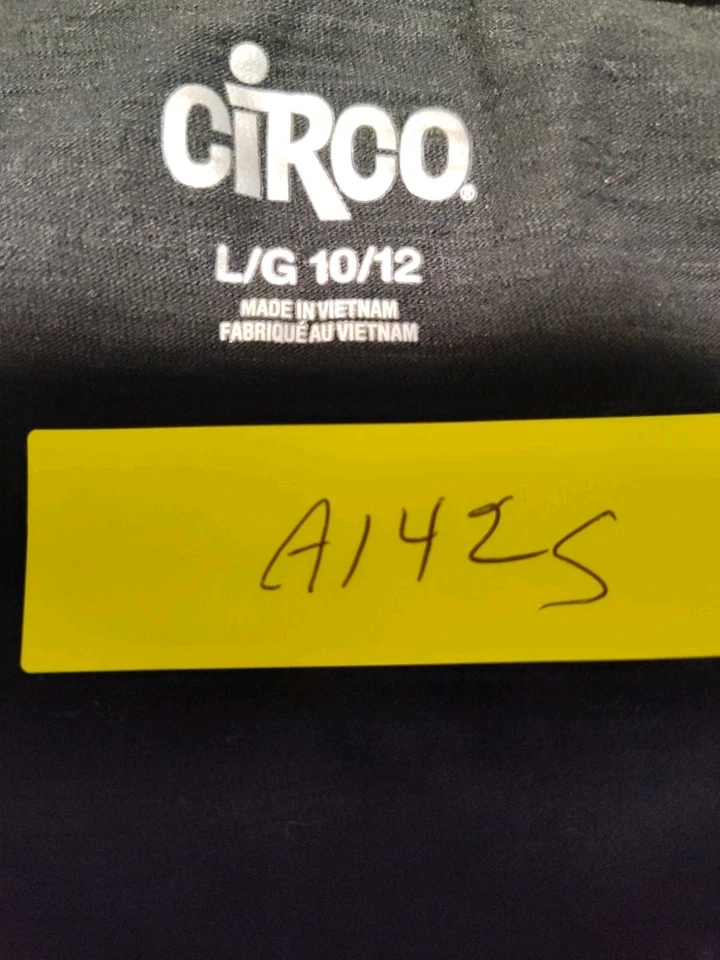 CiRCO®
L/G 10/12
MADE IN VIETNAM
FABRIQUÉ AU VIETNAM
A142S